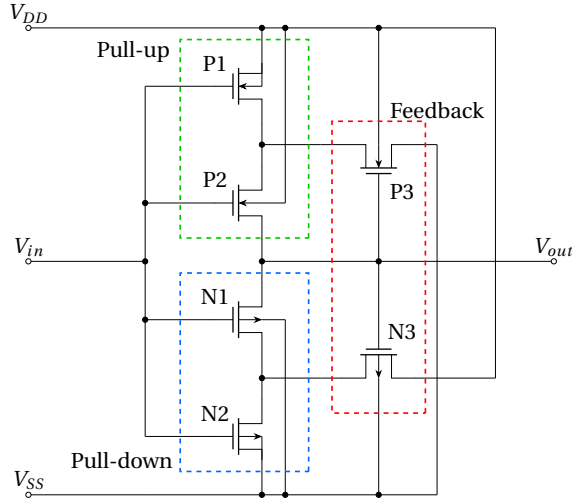 V_DD
Pull-up
P1
Feedback
P2
P3
V_in
V_out
N1
N3
N2
Pull-down
V_SS